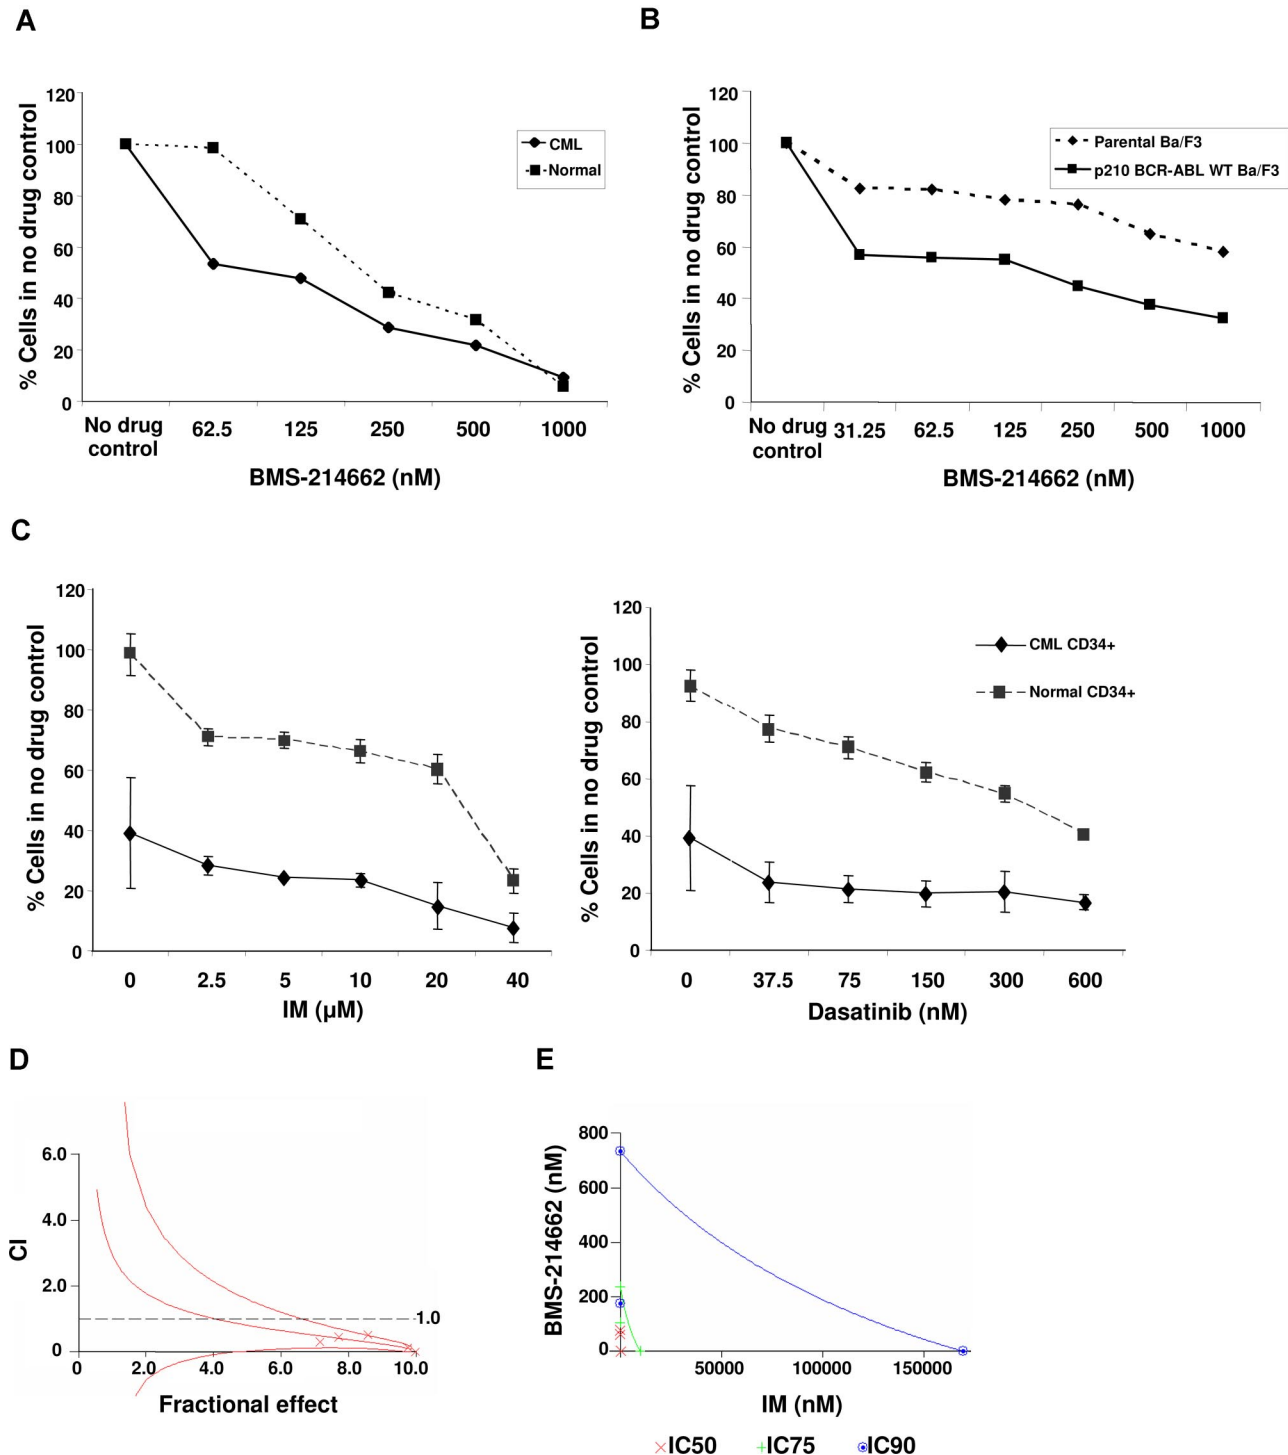 A
% Cells in no drug control
120
100
80
60
40
20
0
CML
Normal
No drug control
62.5
125
250
500
1000
BMS-214662 (nM)
B
% Cells in no drug control
120
100
80
60
40
20
0
Parental Ba/F3
p210 BCR-ABL WT Ba/F3
No drug control
31.25
62.5
125
250
500
1000
BMS-214662 (nM)
C
% Cells in no drug control
120
100
80
60
40
20
0
0
2.5
5
10
20
40
IM (µM)
% Cells in no drug control
120
100
80
60
40
20
0
CML CD34+
Normal CD34+
0
37.5
75
150
300
600
Dasatinib (nM)
D
CI
6.0
4.0
2.0
0
1.0
0
2.0
4.0
6.0
8.0
10.0
Fractional effect
E
BMS-214662 (nM)
800
600
400
200
0
50000
100000
150000
IM (nM)
IC50
IC75
IC90